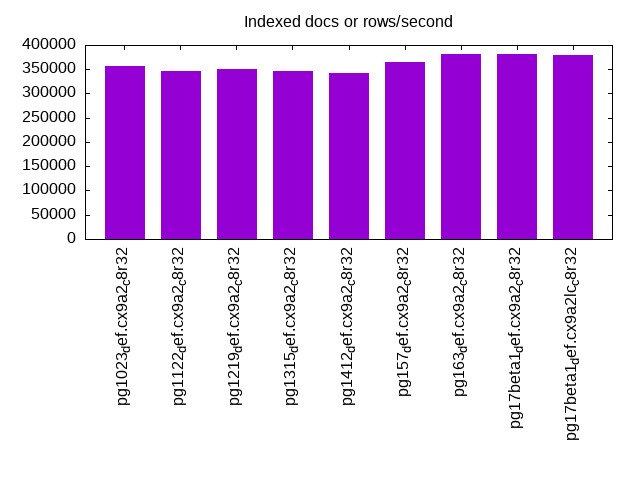 Indexed docs or rows/second
400000
350000
300000
250000
200000
150000
100000
50000
0
pg1023def.cx9a2c8r32
pg1122def.cx9a2c8r32
pg1219def.cx9a2c8r32
pg1315def.cx9a2c8r32
pg1412def.cx9a2c8r32
pg157def.cx9a2c8r32
pg163def.cx9a2c8r32
pg17beta1def.cx9a2c8r32
pg17beta1def.cx9a2lcc8r32